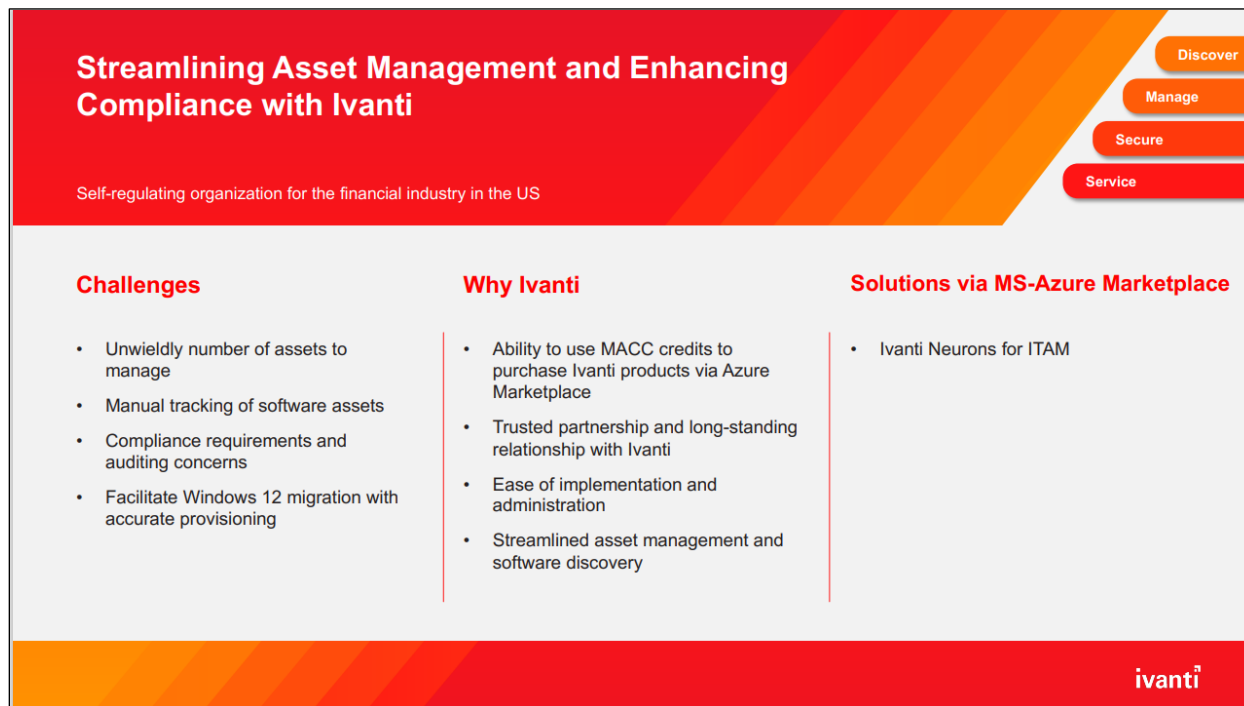 Streamlining Asset Management and Enhancing
Compliance with Ivanti
Self-regulating organization for the financial industry in the US
Discover
Manage
Secure
Service
Challenges
• Unwieldly number of assets to
manage
• Manual tracking of software assets
• Compliance requirements and
auditing concerns
• Facilitate Windows 12 migration with
accurate provisioning
Why Ivanti
• Ability to use MACC credits to
purchase Ivanti products via Azure
Marketplace
• Trusted partnership and long-standing
relationship with Ivanti
• Ease of implementation and
administration
• Streamlined asset management and
software discovery
Solutions via MS-Azure Marketplace
• Ivanti Neurons for ITAM
ivanti